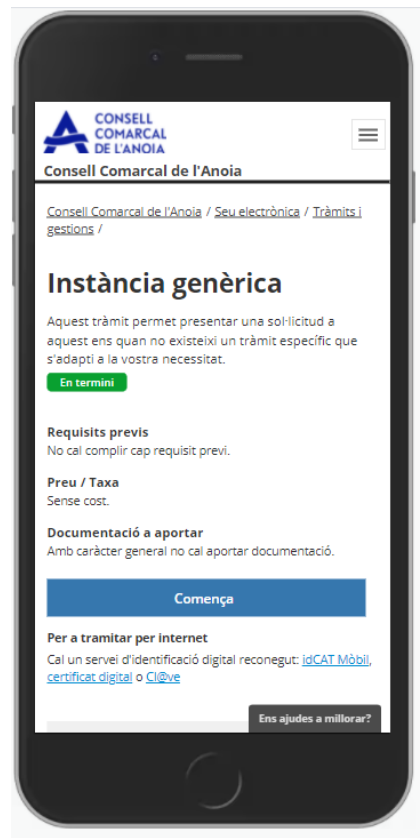 CONSELL
COMARCAL
DE L'ANOIA
Consell Comarcal de l'Anoia
Consell Comarcal de l'Anoia / Seu electrònica / Tràmits i
gestions /
Instància genèrica
Aquest tràmit permet presentar una sol·licitud a
aquest ens quan no existeixi un tràmit específic que
s'adapti a la vostra necessitat.
En termini
Requisits previs
No cal complir cap requisit previ.
Preu / Taxa
Sense cost.
Documentació a aportar
Amb caràcter general no cal aportar documentació.
Comença
Per a tramitar per internet
Cal un servei d'identificació digital reconegut: idCAT Mòbil,
certificat digital o Cl@ve
Ens ajudes a millorar?